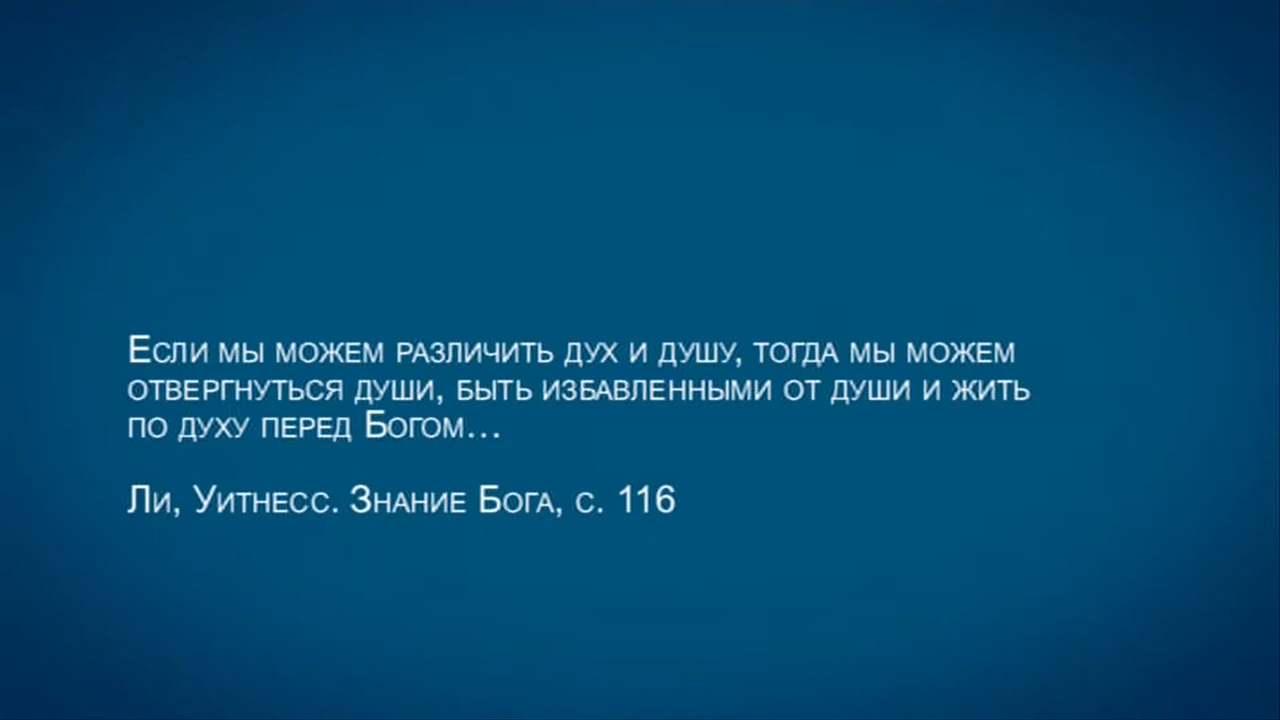 Если мы можем различить дух и душу, тогда мы можем
отвергнуться души, быть избавленными от души и жить
по духу перед Богом...
Ли, Уитнесс. Знание Бога, с. 116